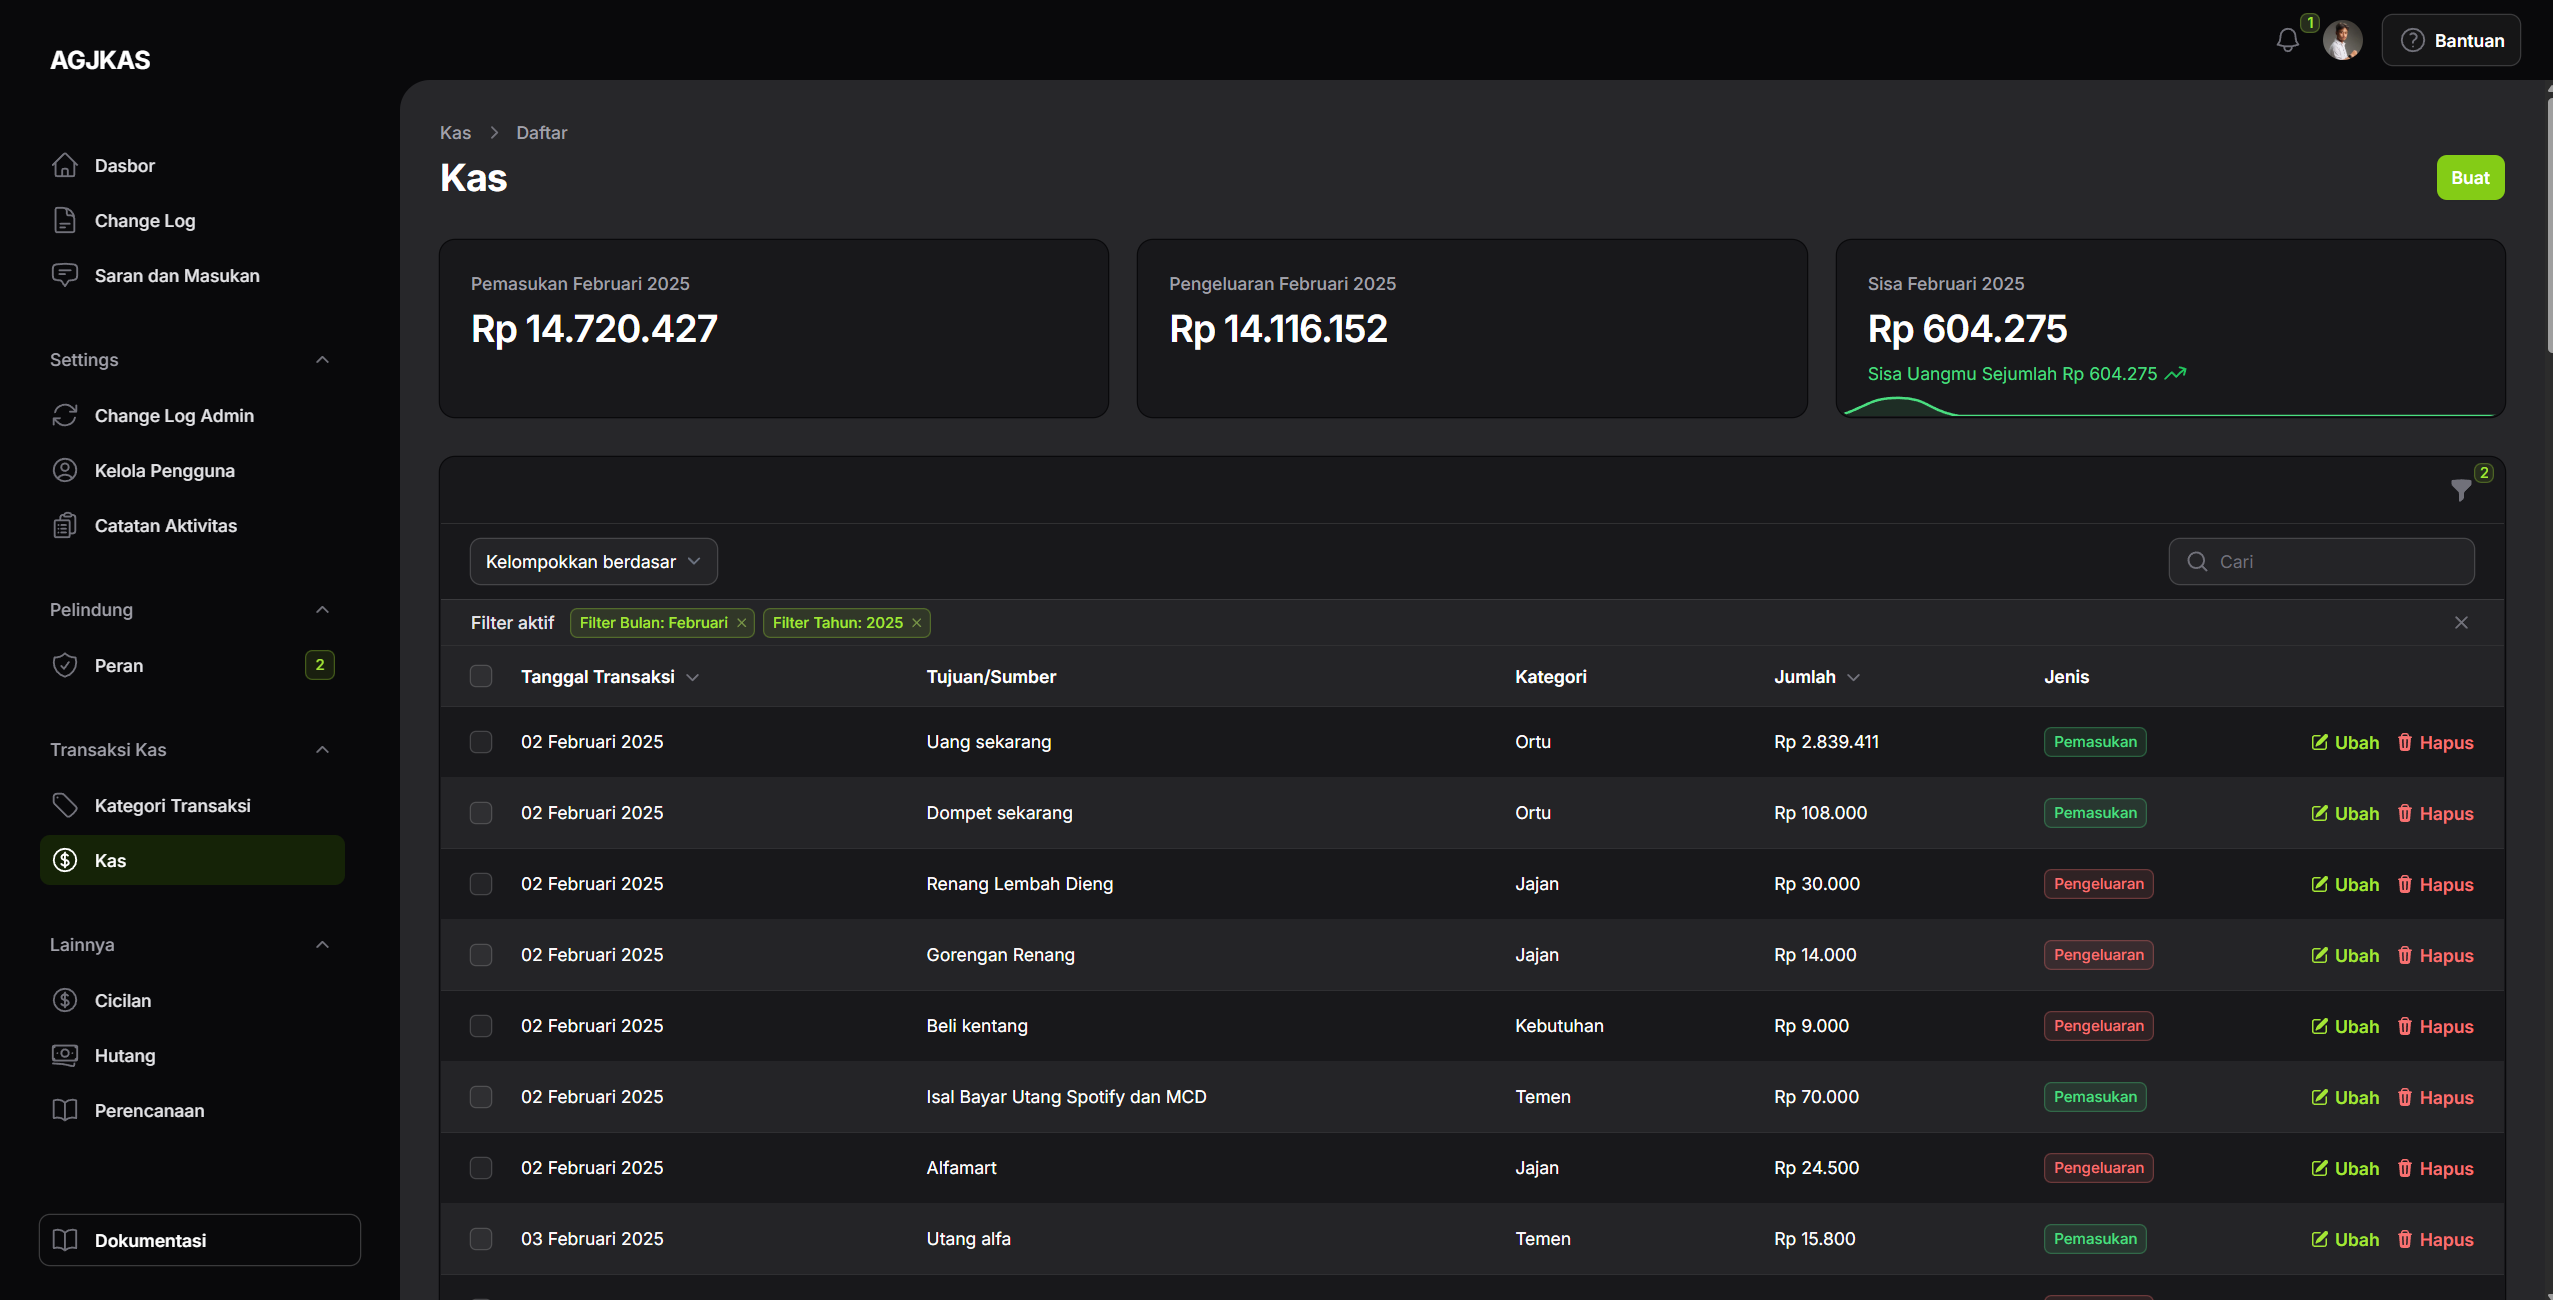 AGJKAS
1
Bantuan
Dasbor
Change Log
Saran dan Masukan
Settings
Change Log Admin
Kelola Pengguna
Catatan Aktivitas
Pelindung
Peran 2
Transaksi Kas
Kategori Transaksi
Kas
Lainnya
Cicilan
Hutang
Perencanaan
Dokumentasi
Kas Daftar
Kas
Buat
Pemasukan Februari 2025
Rp 14.720.427
Pengeluaran Februari 2025
Rp 14.116.152
Sisa Februari 2025
Rp 604.275
Sisa Uangmu Sejumlah Rp 604.275
2
Kelompokkan berdasar
Cari
Filter aktif Filter Bulan: Februari Filter Tahun: 2025
Tanggal Transaksi Tujuan/Sumber Kategori Jumlah Jenis
02 Februari 2025 Uang sekarang Ortu Rp 2.839.411 Pemasukan Ubah Hapus
02 Februari 2025 Dompet sekarang Ortu Rp 108.000 Pemasukan Ubah Hapus
02 Februari 2025 Renang Lembah Dieng Jajan Rp 30.000 Pengeluaran Ubah Hapus
02 Februari 2025 Gorengan Renang Jajan Rp 14.000 Pengeluaran Ubah Hapus
02 Februari 2025 Beli kentang Kebutuhan Rp 9.000 Pengeluaran Ubah Hapus
02 Februari 2025 Isal Bayar Utang Spotify dan MCD Temen Rp 70.000 Pemasukan Ubah Hapus
02 Februari 2025 Alfamart Jajan Rp 24.500 Pengeluaran Ubah Hapus
03 Februari 2025 Utang alfa Temen Rp 15.800 Pemasukan Ubah Hapus